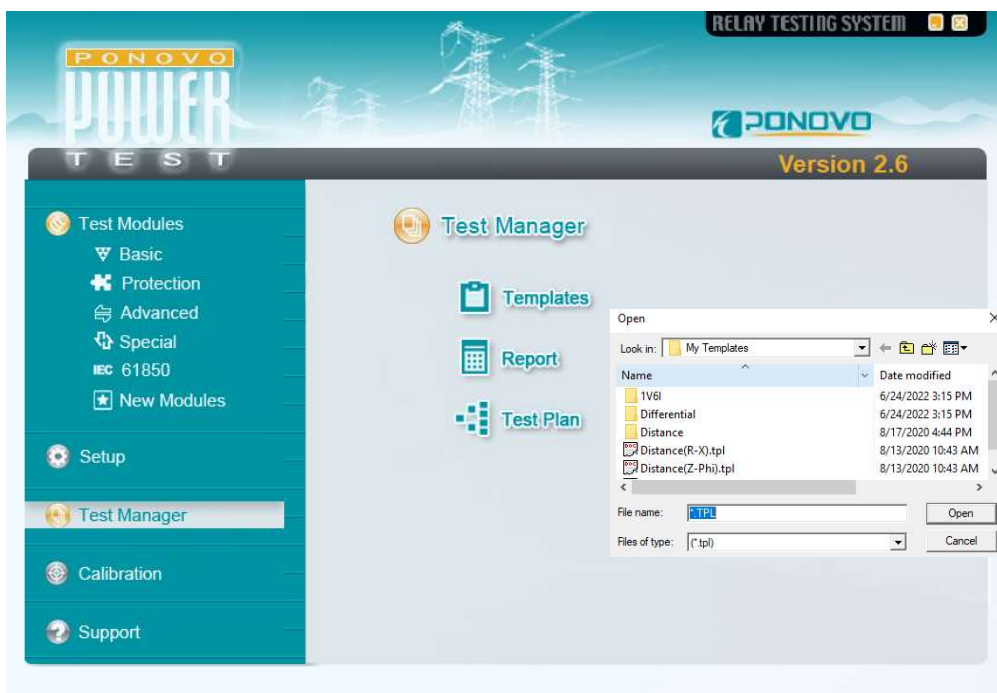 RELAY TESTING SYSTEM
PONOVO
POWER
TEST
PONOVO
Version 2.6
Test Modules
Basic
Protection
Advanced
Special
IEC 61850
New Modules
Setup
Test Manager
Calibration
Support
Test Manager
Templates
Report
Test Plan
Open
Look in: My Templates
Name Date modified
1V6I 6/24/2022 3:15 PM
Differential 6/24/2022 3:15 PM
Distance 8/17/2020 4:44 PM
Distance(R-X).tpl 8/13/2020 10:43 AM
Distance(Z-Phi).tpl 8/13/2020 10:43 AM
File name: *.TPL Open
Files of type: (*.tpl) Cancel